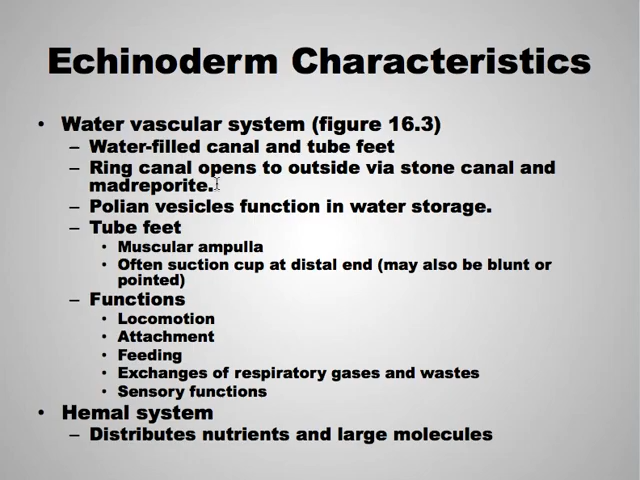 Echinoderm Characteristics
• Water vascular system (figure 16.3)
– Water-filled canal and tube feet
– Ring canal opens to outside via stone canal and
madreporite.
– Polian vesicles function in water storage.
– Tube feet
• Muscular ampulla
• Often suction cup at distal end (may also be blunt or
pointed)
– Functions
• Locomotion
• Attachment
• Feeding
• Exchanges of respiratory gases and wastes
• Sensory functions
• Hemal system
– Distributes nutrients and large molecules